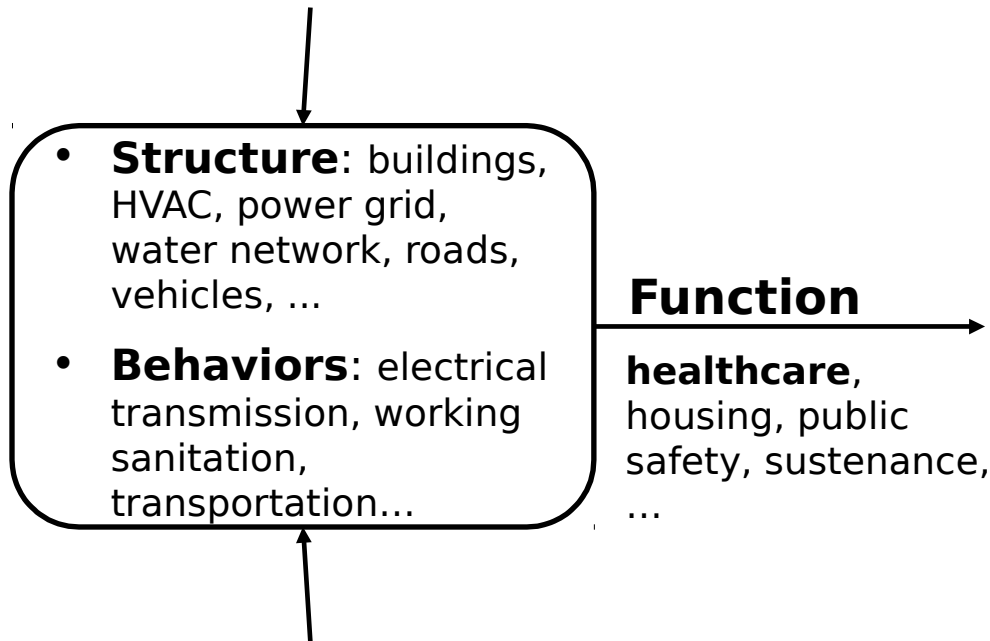 • Structure: buildings,
HVAC, power grid,
water network, roads,
vehicles, ...
• Behaviors: electrical
transmission, working
sanitation,
transportation...
Function
healthcare,
housing, public
safety, sustenance,
...